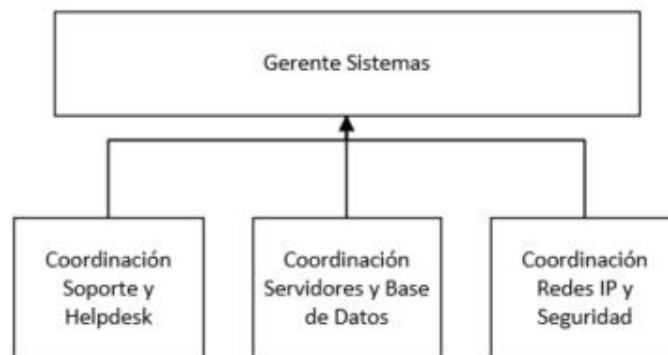 Gerente Sistemas
Coordinación
Soporte y
Helpdesk
Coordinación
Servidores y Base
de Datos
Coordinación
Redes IP y
Seguridad